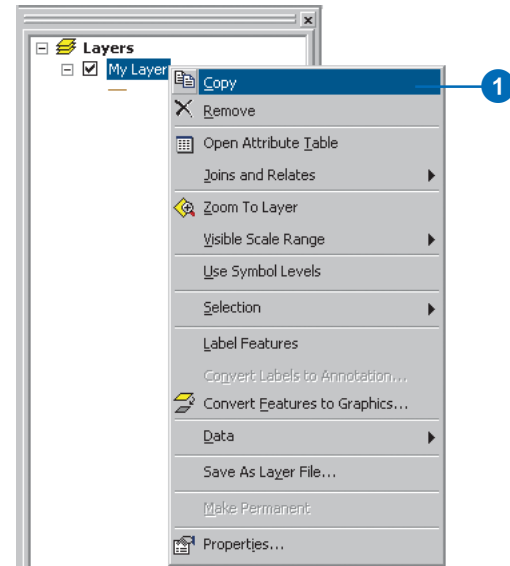 Layers
My Layer
Copy
1
Remove
Open Attribute Table
Joins and Relates
Zoom To Layer
Visible Scale Range
Use Symbol Levels
Selection
Label Features
Convert Labels to Annotation...
Convert Features to Graphics...
Data
Save As Layer File...
Make Permanent
Properties...